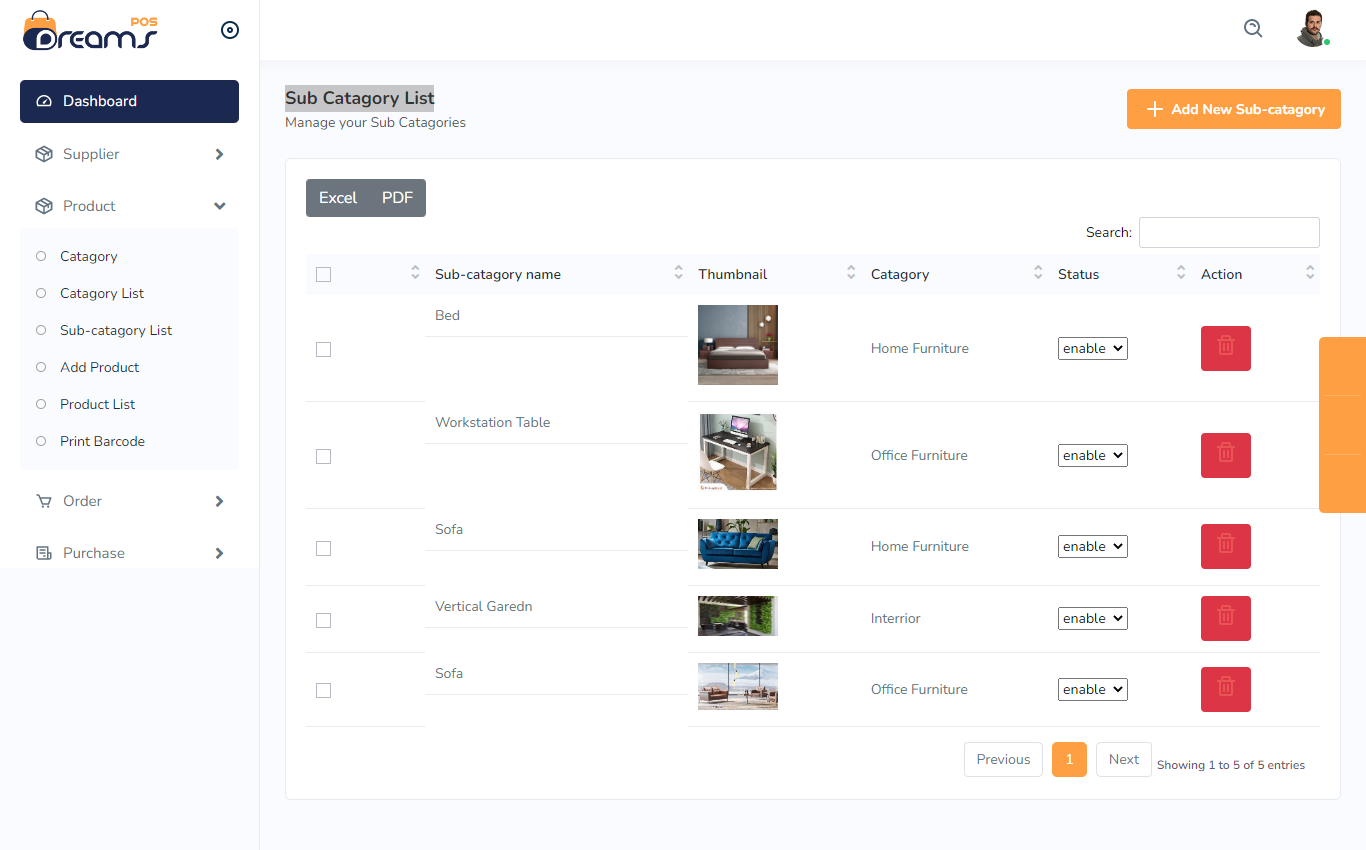 POS
Dreams
Dashboard
Supplier
Product
Catagory
Catagory List
Sub-catagory List
Add Product
Product List
Print Barcode
Order
Purchase
Sub Catagory List
Manage your Sub Catagories
Add New Sub-catagory
Excel PDF
Search:
Sub-catagory name Thumbnail Catagory Status Action
Bed Home Furniture enable
Workstation Table Office Furniture enable
Sofa Home Furniture enable
Vertical Garedn Interrior enable
Sofa Office Furniture enable
Previous 1 Next Showing 1 to 5 of 5 entries